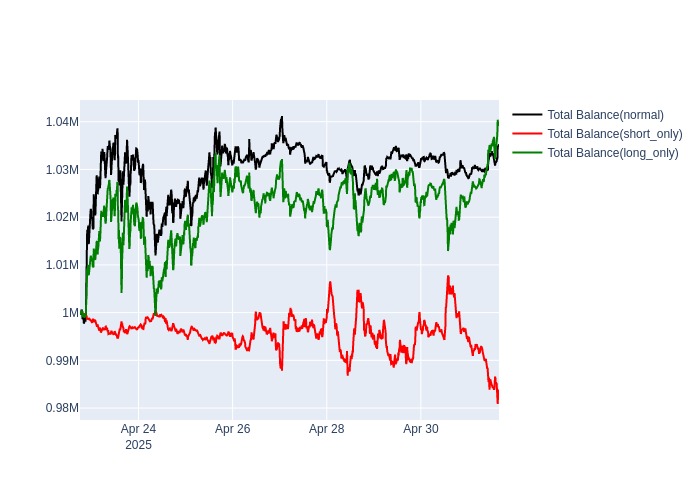 1.04M
1.03M
1.02M
1.01M
1M
0.99M
0.98M
Apr 24
2025
Apr 26
Apr 28
Apr 30
Total Balance(normal)
Total Balance(short_only)
Total Balance(long_only)